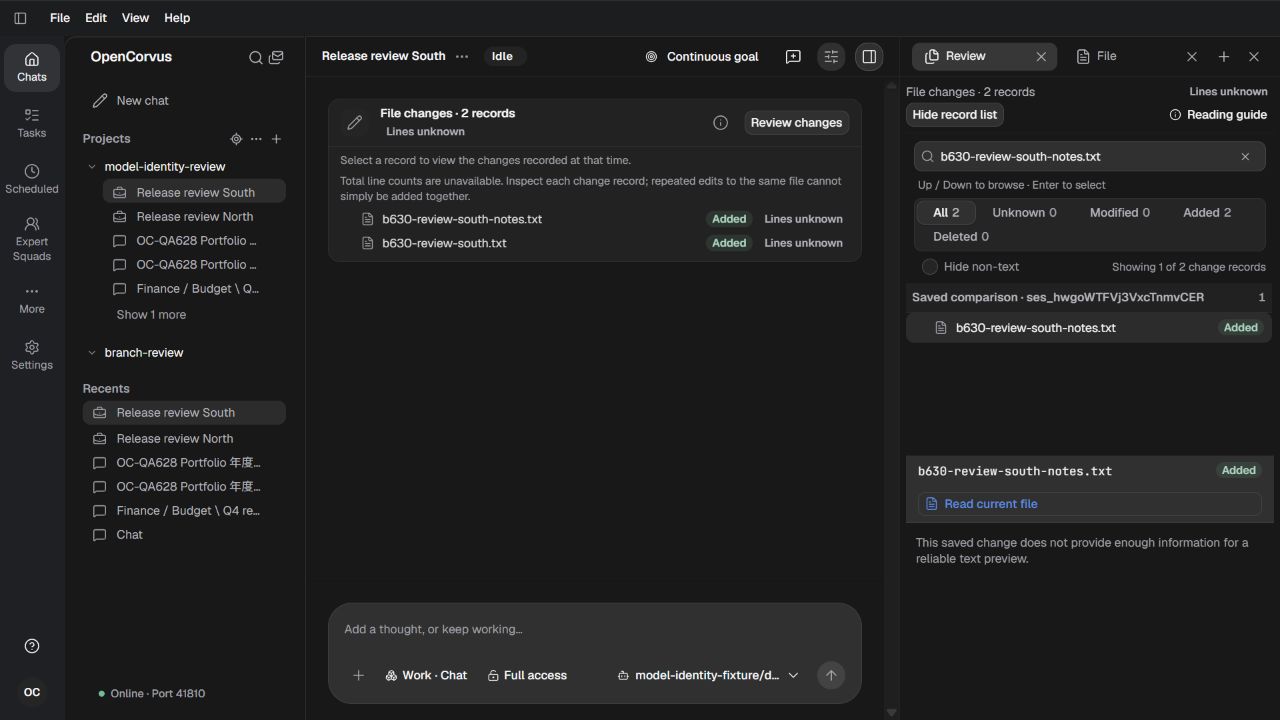 File Edit View Help
Chats
Tasks
Scheduled
Expert
Squads
More
Settings
OC
OpenCorvus
New chat
Projects
model-identity-review
Release review South
Release review North
OC-QA628 Portfolio ...
OC-QA628 Portfolio ...
Finance / Budget \ Q...
Show 1 more
branch-review
Recents
Release review South
Release review North
OC-QA628 Portfolio 年度...
OC-QA628 Portfolio 年度...
Finance / Budget \ Q4 re...
Chat
Online · Port 41810
Release review South ··· Idle
Continuous goal
File changes · 2 records
Lines unknown
Review changes
Select a record to view the changes recorded at that time.
Total line counts are unavailable. Inspect each change record; repeated edits to the same file cannot
simply be added together.
b630-review-south-notes.txt Added Lines unknown
b630-review-south.txt Added Lines unknown
Add a thought, or keep working...
Work · Chat Full access model-identity-fixture/d...
Review File
File changes · 2 records Lines unknown
Hide record list Reading guide
b630-review-south-notes.txt
Up / Down to browse · Enter to select
All 2 Unknown 0 Modified 0 Added 2
Deleted 0
Hide non-text Showing 1 of 2 change records
Saved comparison · ses_hwgoWTFVj3VxcTnmvCER 1
b630-review-south-notes.txt Added
b630-review-south-notes.txt Added
Read current file
This saved change does not provide enough information for a
reliable text preview.